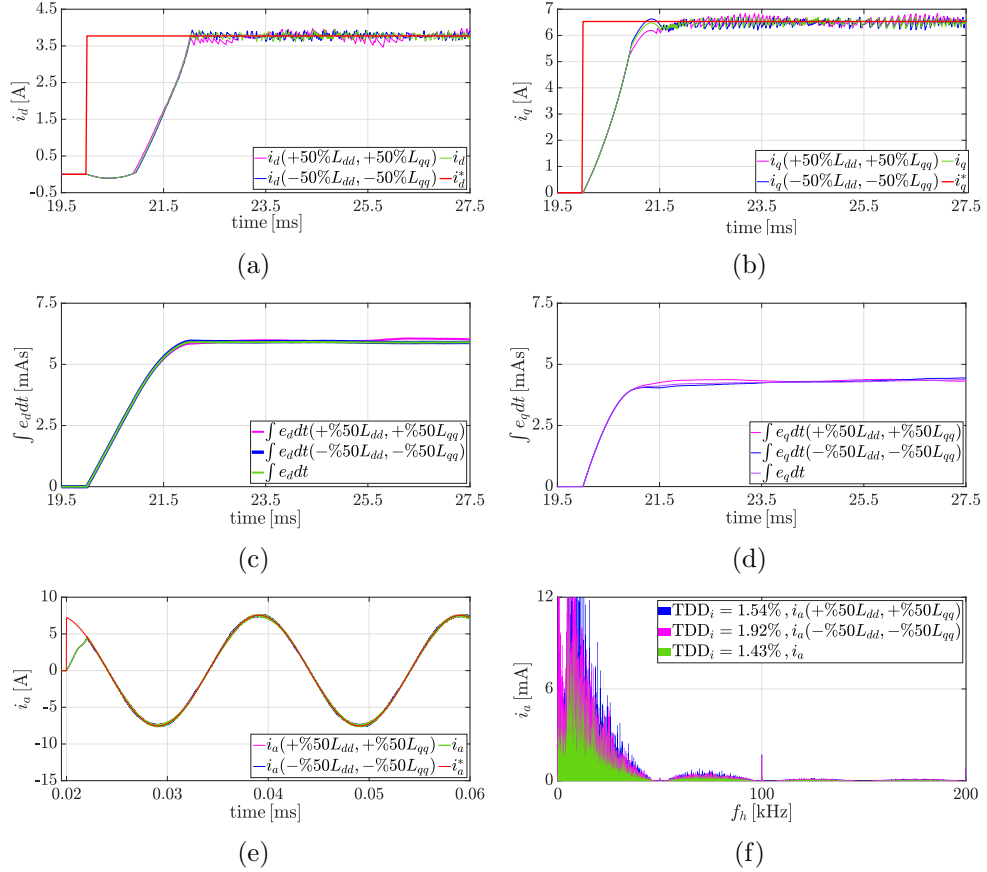 4.5
3.5
2.5
1.5
0.5
-0.5
i_d [A]
i_d(+50%L_dd, +50%L_qq) i_d
i_d(−50%L_dd, −50%L_qq) i_d^*
19.5 21.5 23.5 25.5 27.5
time [ms]
(a)
7
6
5
4
3
2
1
0
i_q [A]
i_q(+50%L_dd, +50%L_qq) i_q
i_q(−50%L_dd, −50%L_qq) i_q^*
19.5 21.5 23.5 25.5 27.5
time [ms]
(b)
7.5
5
2.5
0
∫ e_d dt [mAs]
∫ e_d dt(+%50L_dd, +%50L_qq)
∫ e_d dt(−%50L_dd, −%50L_qq)
∫ e_d dt
19.5 21.5 23.5 25.5 27.5
time [ms]
(c)
7.5
5
2.5
0
∫ e_q dt [mAs]
∫ e_q dt(+%50L_dd, +%50L_qq)
∫ e_q dt(−%50L_dd, −%50L_qq)
∫ e_q dt
19.5 21.5 23.5 25.5 27.5
time [ms]
(d)
10
5
0
-5
-10
-15
i_a [A]
i_a(+%50L_dd, +%50L_qq) i_a
i_a(−%50L_dd, −%50L_qq) i_a^*
0.02 0.03 0.04 0.05 0.06
time [ms]
(e)
12
6
0
i_a [mA]
TDD_i = 1.54% , i_a(+%50L_dd, +%50L_qq)
TDD_i = 1.92% , i_a(−%50L_dd, −%50L_qq)
TDD_i = 1.43% , i_a
0 100 200
f_h [kHz]
(f)